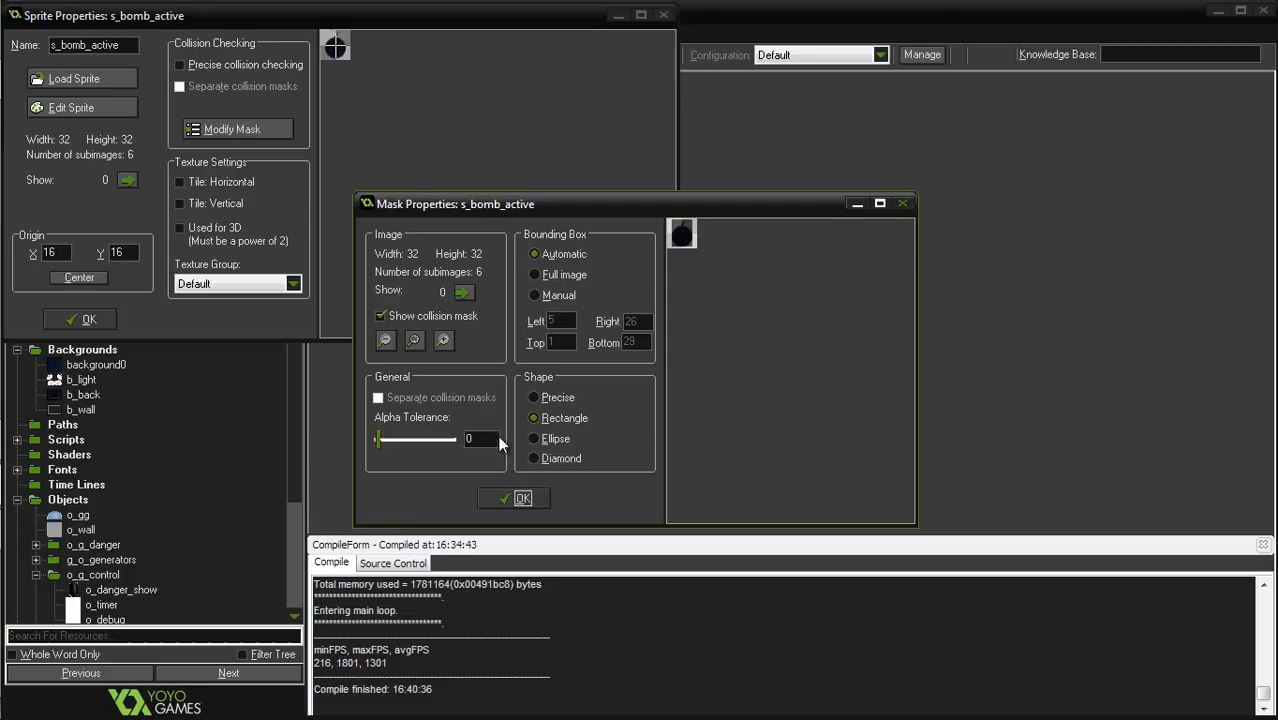 Sprite Properties: s_bomb_active
Name: s_bomb_active
Load Sprite
Edit Sprite
Width: 32 Height: 32
Number of subimages: 6
Show: 0
Origin
X 16 Y 16
Center
OK
Collision Checking
Precise collision checking
Separate collision masks
Modify Mask
Texture Settings
Tile: Horizontal
Tile: Vertical
Used for 3D
(Must be a power of 2)
Texture Group:
Default
Configuration: Default Manage Knowledge Base:
Mask Properties: s_bomb_active
Image
Width: 32 Height: 32
Number of subimages: 6
Show: 0
Show collision mask
General
Separate collision masks
Alpha Tolerance:
0
Bounding Box
Automatic
Full image
Manual
Left 5 Right 26
Top 1 Bottom 29
Shape
Precise
Rectangle
Ellipse
Diamond
OK
Backgrounds
background0
b_light
b_back
b_wall
Paths
Scripts
Shaders
Fonts
Time Lines
Objects
o_gg
o_wall
o_g_danger
o_g_generators
o_g_control
o_danger_show
o_timer
o_debug
Search For Resources...
Whole Word Only Filter Tree
Previous Next
YOYO
GAMES
CompileForm - Compiled at:16:34:43
Compile Source Control
Total memory used = 1781164(0x00491bc8) bytes
Entering main loop.
minFPS, maxFPS, avgFPS
216, 1801, 1301
Compile finished: 16:40:36